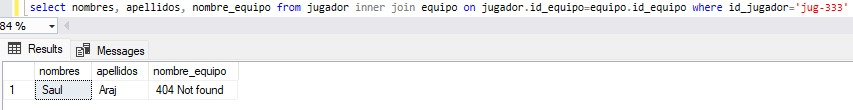 select nombres, apellidos, nombre_equipo from jugador inner join equipo on jugador.id_equipo=equipo.id_equipo where id_jugador='jug-333'
84 %
Results Messages
nombres apellidos nombre_equipo
1 Saul Araj 404 Not found